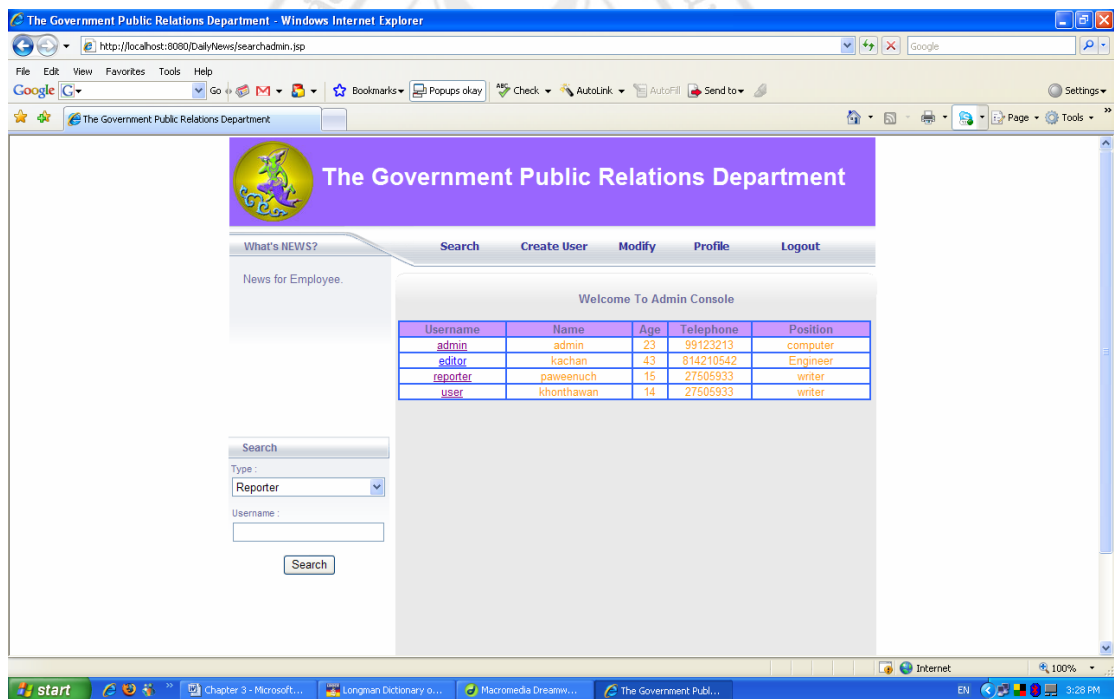 The Government Public Relations Department - Windows Internet Explorer
http://localhost:8080/DailyNews/searchadmin.jsp
Google
File Edit View Favorites Tools Help
Google G Go Bookmarks Popups okay ABC Check AutoLink AutoFill Send to Settings
The Government Public Relations Department
Page Tools »
The Government Public Relations Department
What's NEWS? Search Create User Modify Profile Logout
News for Employee.
Welcome To Admin Console
Username Name Age Telephone Position
admin admin 23 99123213 computer
editor kachan 43 814210542 Engineer
reporter paweenuch 15 27505933 writer
user khonthawan 14 27505933 writer
Search
Type :
Reporter
Username :
Search
Internet 100%
start » Chapter 3 - Microsoft... Longman Dictionary o... Macromedia Dreamw... The Government Publ... EN 3:28 PM